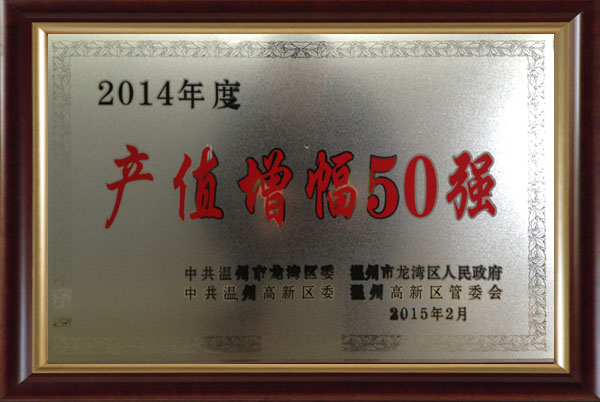 2014年度
产值增幅50强
中共温州市龙湾区委 温州市龙湾区人民政府
中共温州高新区委 温州高新区管委会
2015年2月